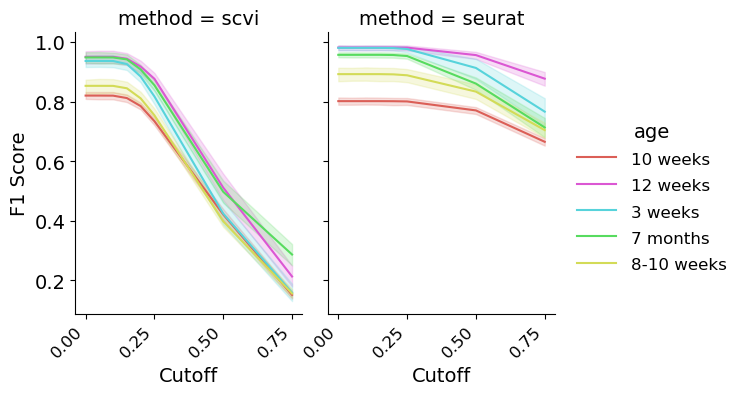 method = scvi
method = seurat
1.0
0.8
0.6
0.4
0.2
F1 Score
0.00
0.25
0.50
0.75
0.00
0.25
0.50
0.75
Cutoff
Cutoff
age
10 weeks
12 weeks
3 weeks
7 months
8-10 weeks